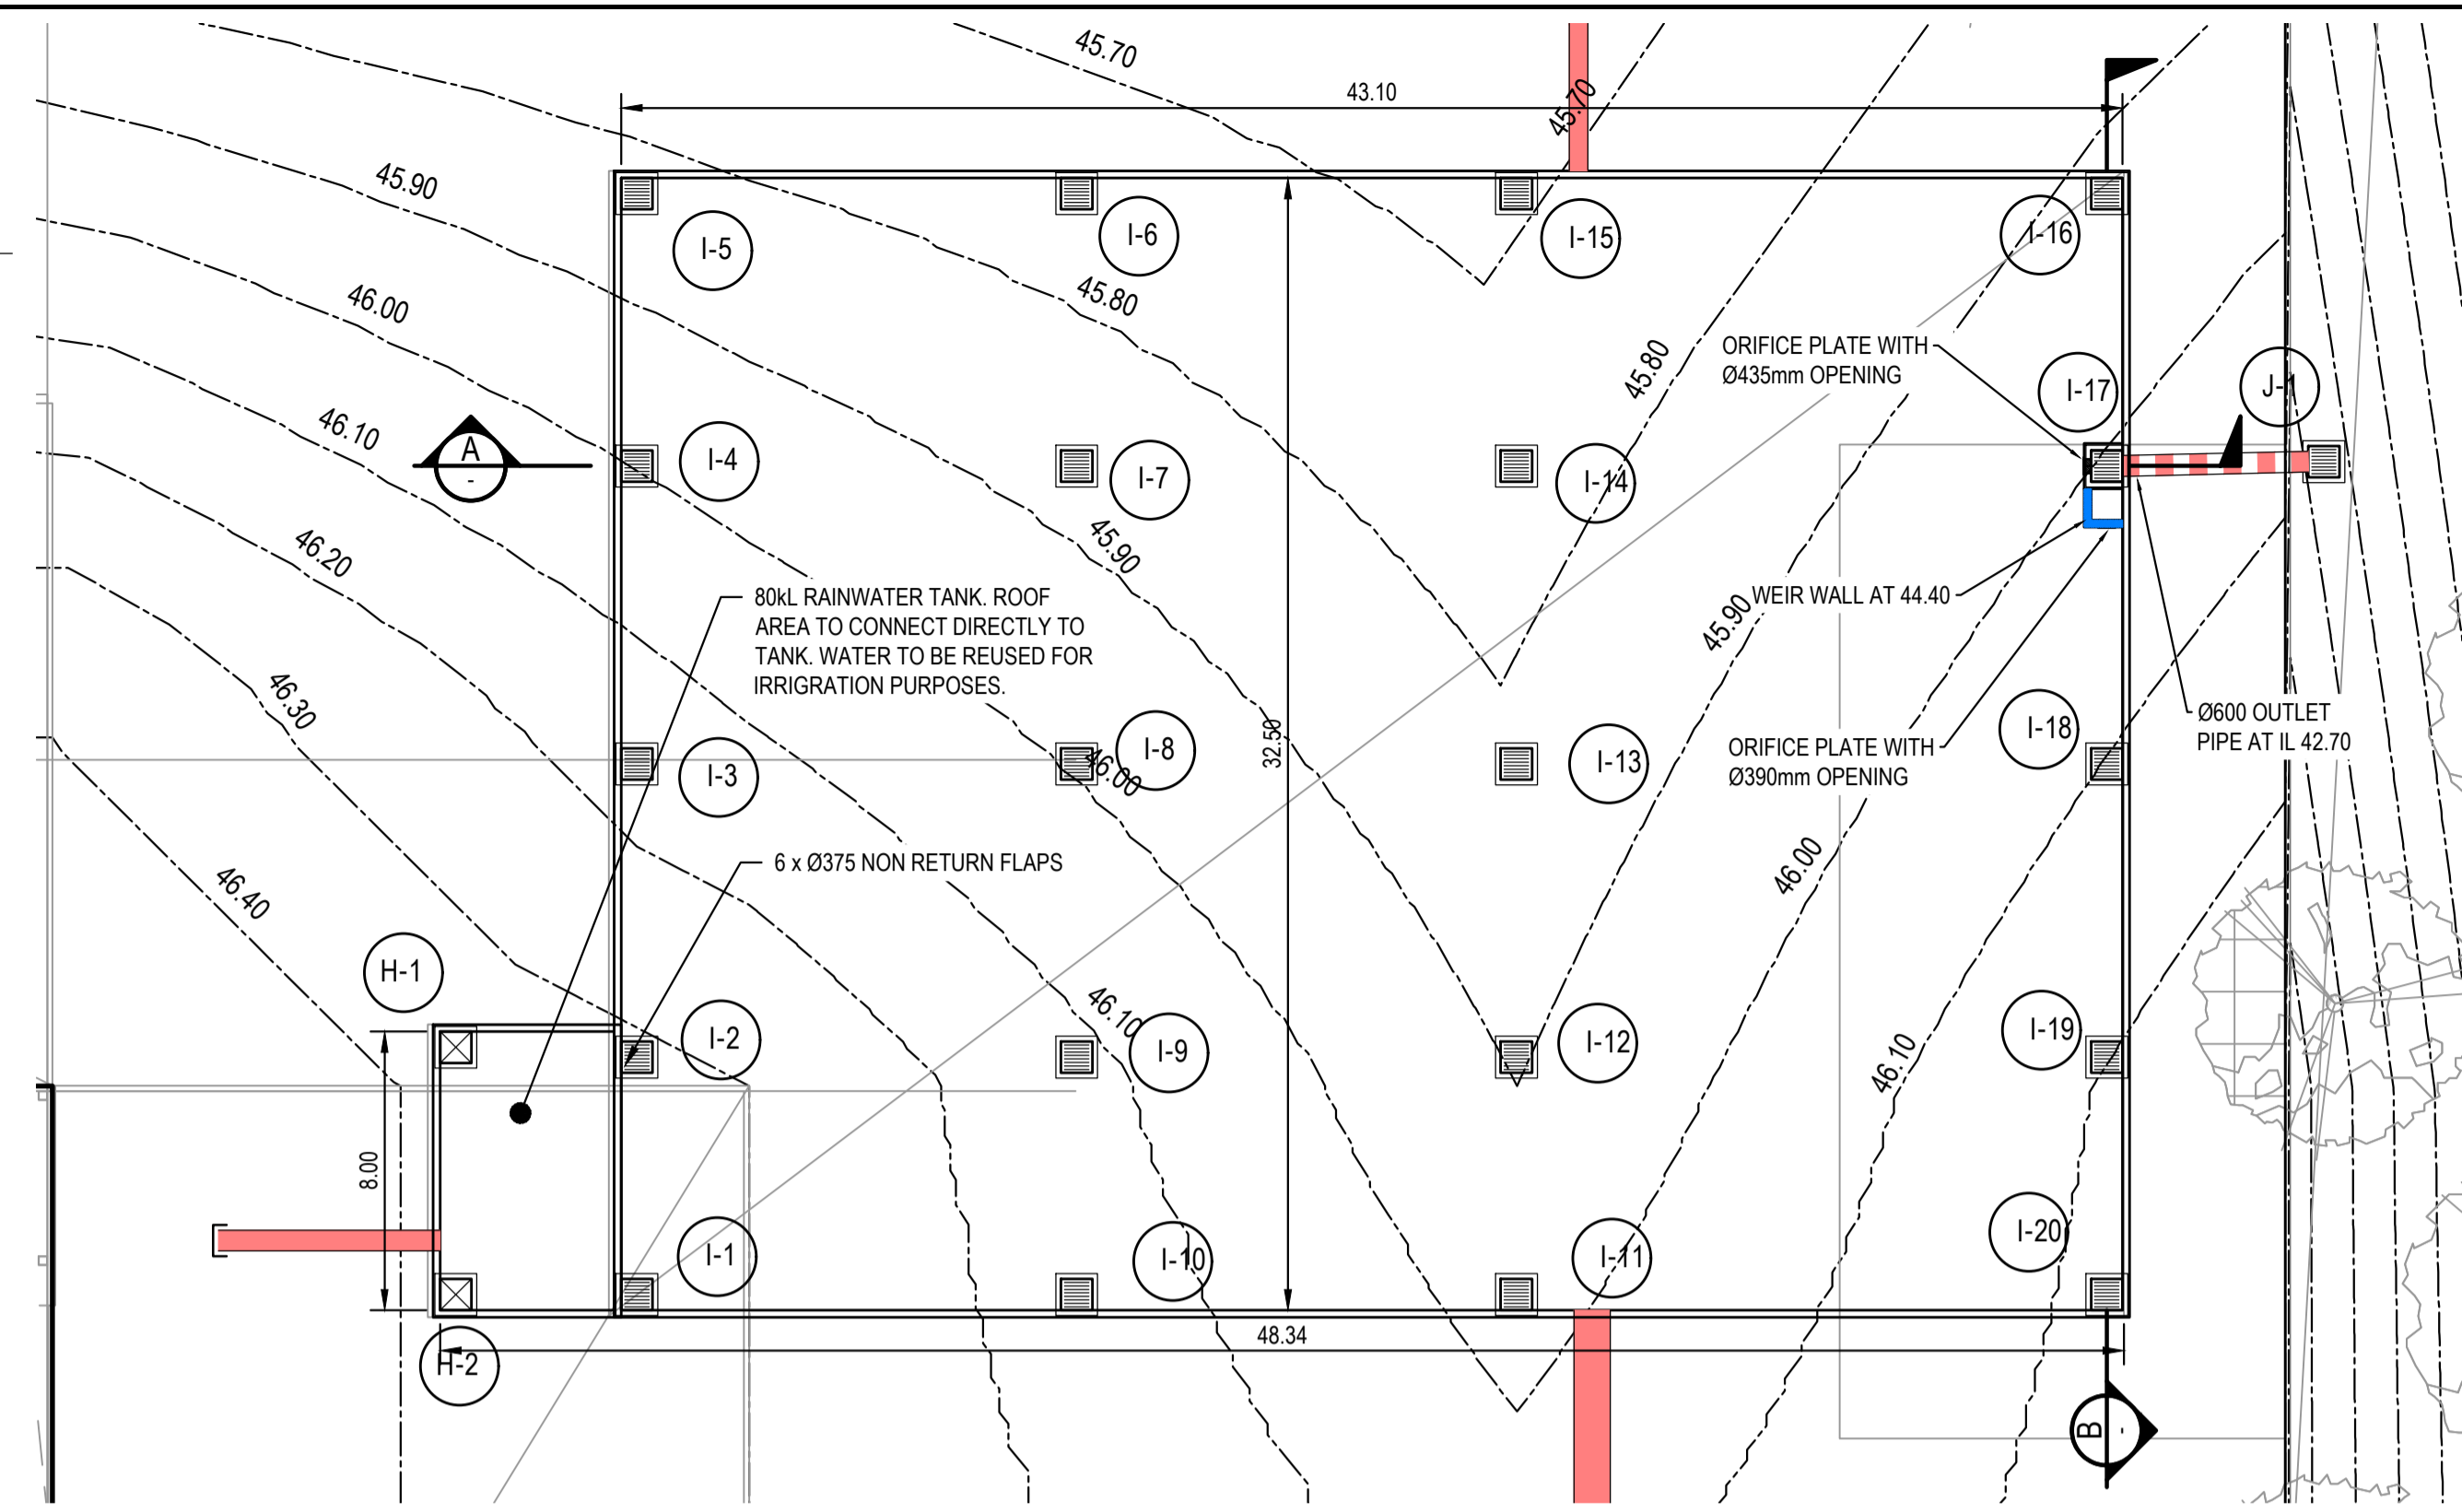 45.70
43.10
45.70
45.90
I-5
I-6
I-15
I-16
46.00
45.80
ORIFICE PLATE WITH
Ø435mm OPENING
45.80
I-17
J-1
46.10
A
-
I-4
I-7
I-14
46.20
45.90
80kL RAINWATER TANK. ROOF
AREA TO CONNECT DIRECTLY TO
TANK. WATER TO BE REUSED FOR
IRRIGRATION PURPOSES.
WEIR WALL AT 44.40
45.90
46.30
32.50
I-3
I-8
46.00
I-13
I-18
ORIFICE PLATE WITH
Ø390mm OPENING
Ø600 OUTLET
PIPE AT IL 42.70
6 x Ø375 NON RETURN FLAPS
46.00
46.40
H-1
46.10
I-2
I-9
I-12
I-19
46.10
8.00
I-1
I-10
I-11
I-20
48.34
H-2
B
-